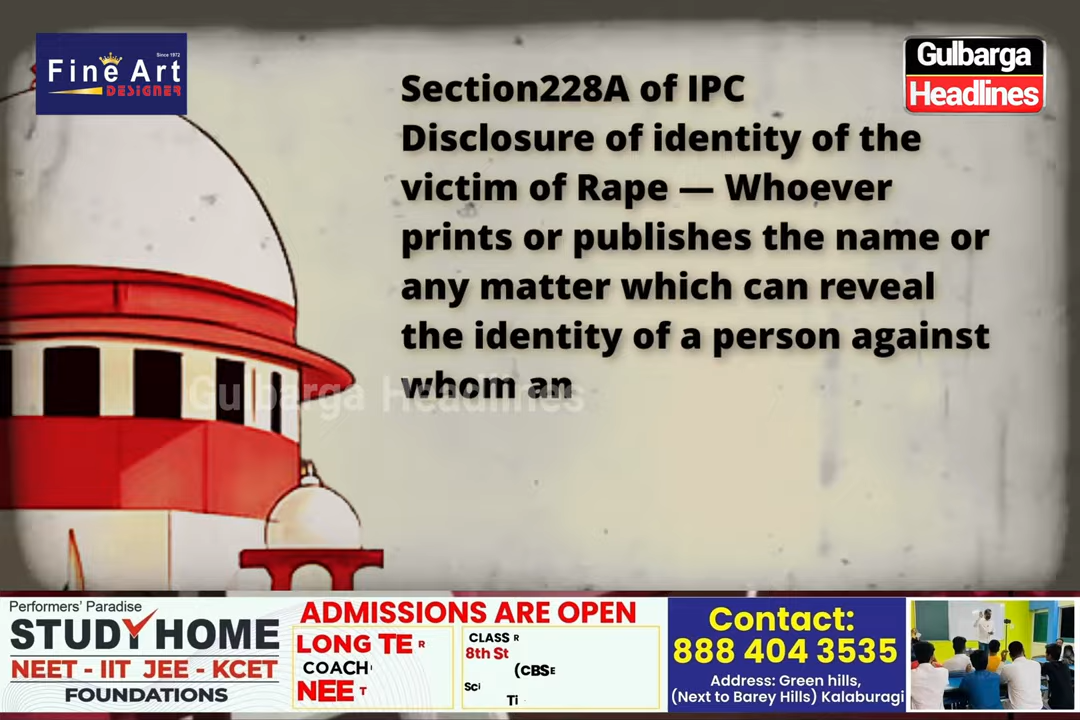 Since 1972
Fine Art
DESIGNER
Gulbarga
Headlines
Section228A of IPC
Disclosure of identity of the
victim of Rape — Whoever
prints or publishes the name or
any matter which can reveal
the identity of a person against
whom an
Gulbarga Headlines
Performers' Paradise
STUDY HOME
NEET - IIT JEE - KCET
FOUNDATIONS
ADMISSIONS ARE OPEN
LONG TE R
COACH
NEE T
CLASS R
8th St
(CBSE
Sci
Ti
Contact:
888 404 3535
Address: Green hills,
(Next to Barey Hills) Kalaburagi